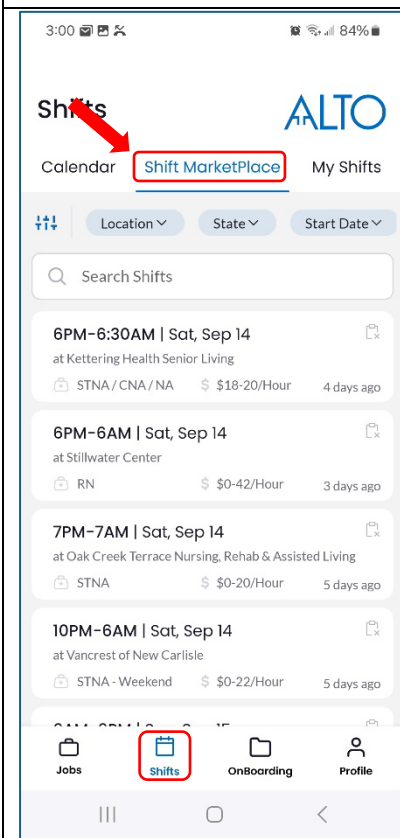 3:00 84%
Shifts ALTO
Calendar Shift MarketPlace My Shifts
Location State Start Date
Search Shifts
6PM-6:30AM | Sat, Sep 14
at Kettering Health Senior Living
STNA / CNA / NA $ $18-20/Hour 4 days ago
6PM-6AM | Sat, Sep 14
at Stillwater Center
RN $ $0-42/Hour 3 days ago
7PM-7AM | Sat, Sep 14
at Oak Creek Terrace Nursing, Rehab & Assisted Living
STNA $ $0-20/Hour 5 days ago
10PM-6AM | Sat, Sep 14
at Vancrest of New Carlisle
STNA - Weekend $ $0-22/Hour 5 days ago
Jobs Shifts OnBoarding Profile